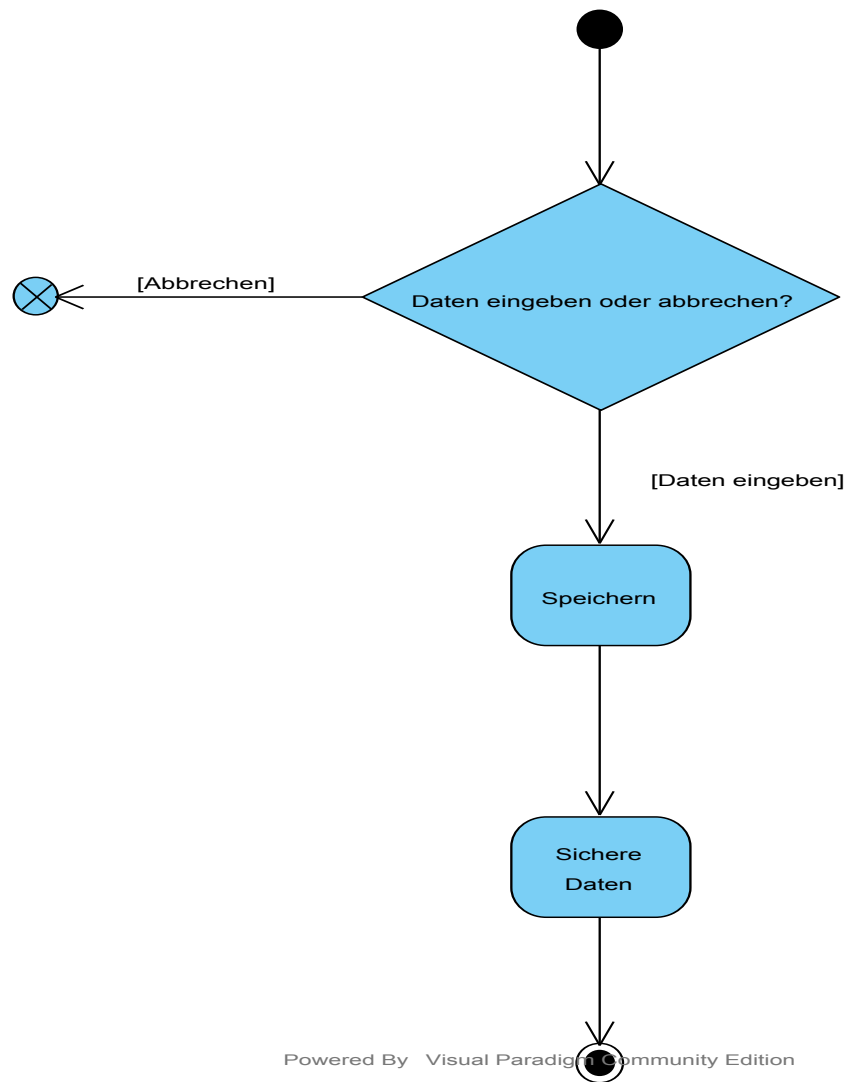 [Abbrechen]
Daten eingeben oder abbrechen?
[Daten eingeben]
Speichern
Sichere
Daten
Powered By Visual Paradigm Community Edition